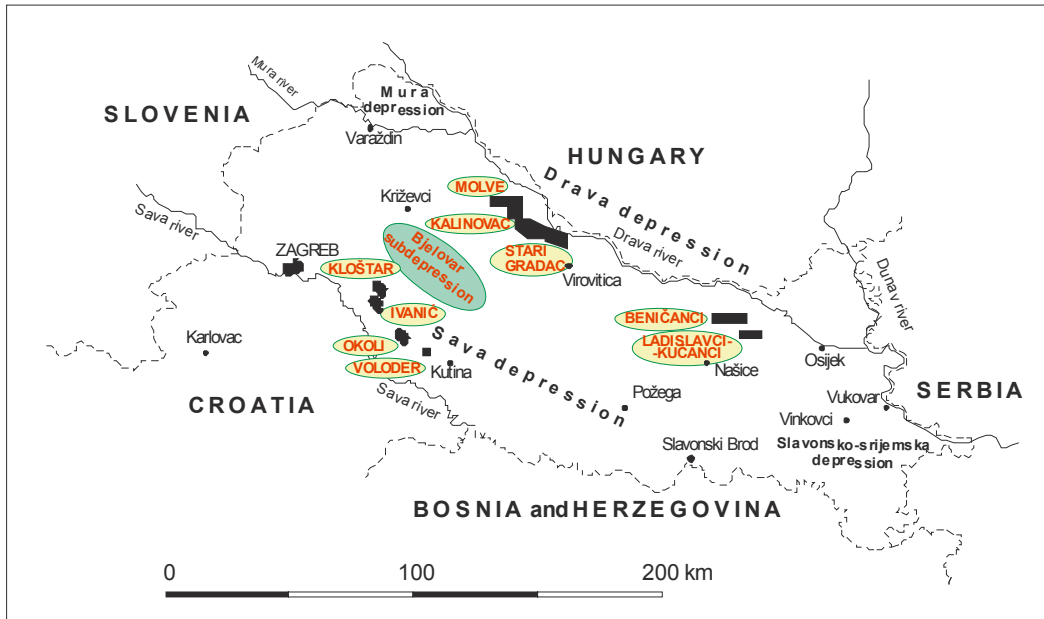 Mura river
SLOVENIA
Mura
depression
Varaždin
HUNGARY
MOLVE
Drava depression
Križevci
Sava river
KALINOVAC
Drava river
ZAGREB
Bjelovar
subdepression
STARI
GRADAC
KLOŠTAR
Virovitica
Dunav river
IVANIĆ
BENIČANCI
Karlovac
OKOLI
Sava depression
LADISLAVCI-
-KUČANCI
Osijek
VOLODER
Kutina
Našice
SERBIA
CROATIA
Sava river
Požega
Vukovar
Vinkovci
Slavonski Brod
Slavonsko-srijemska
depression
BOSNIA and HERZEGOVINA
0 100 200 km